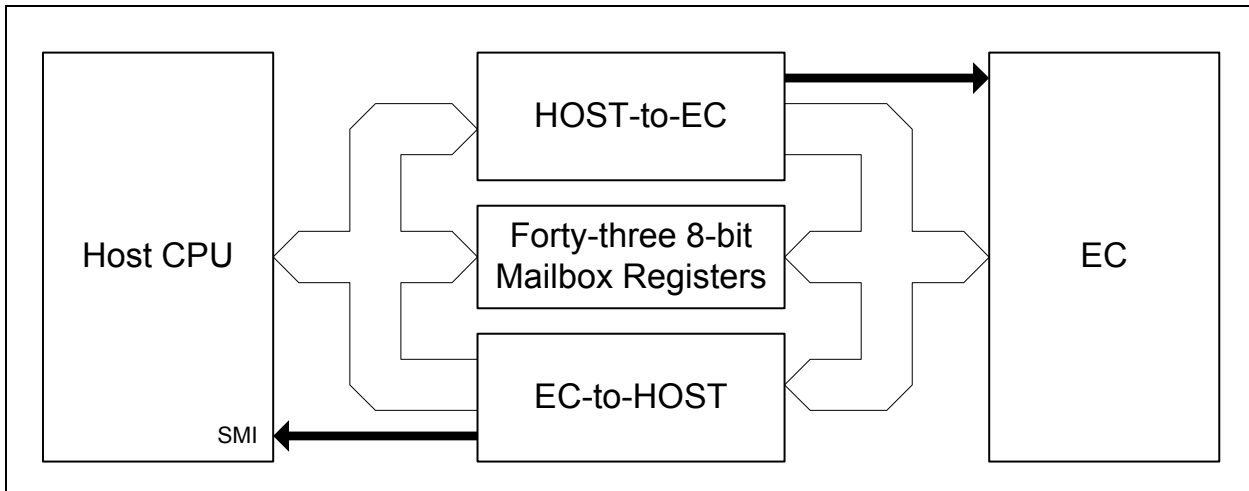 HOST-to-EC
Host CPU
Forty-three 8-bit
Mailbox Registers
EC
EC-to-HOST
SMI